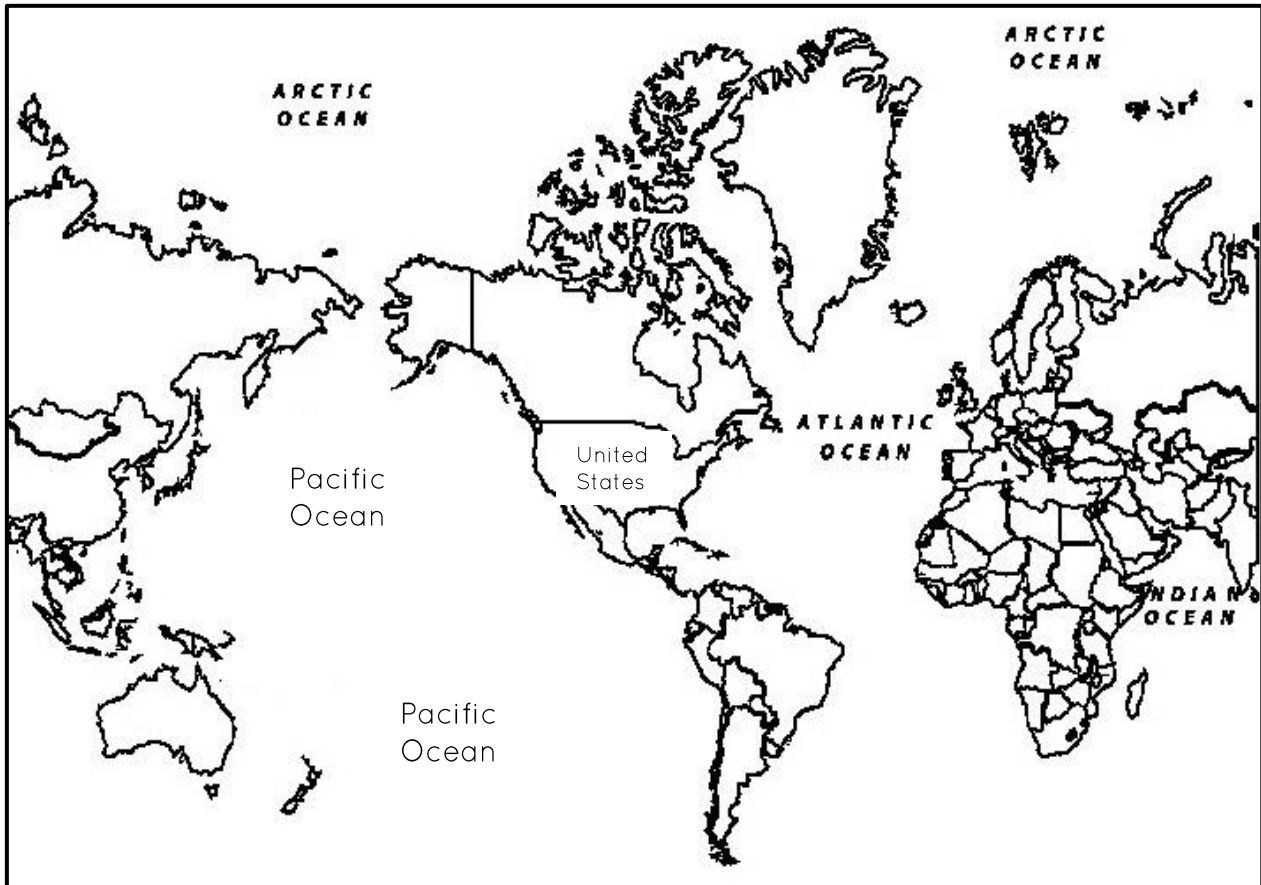 ARCTIC
OCEAN
ARCTIC
OCEAN
ATLANTIC
OCEAN
United
States
Pacific
Ocean
INDIAN
OCEAN
Pacific
Ocean